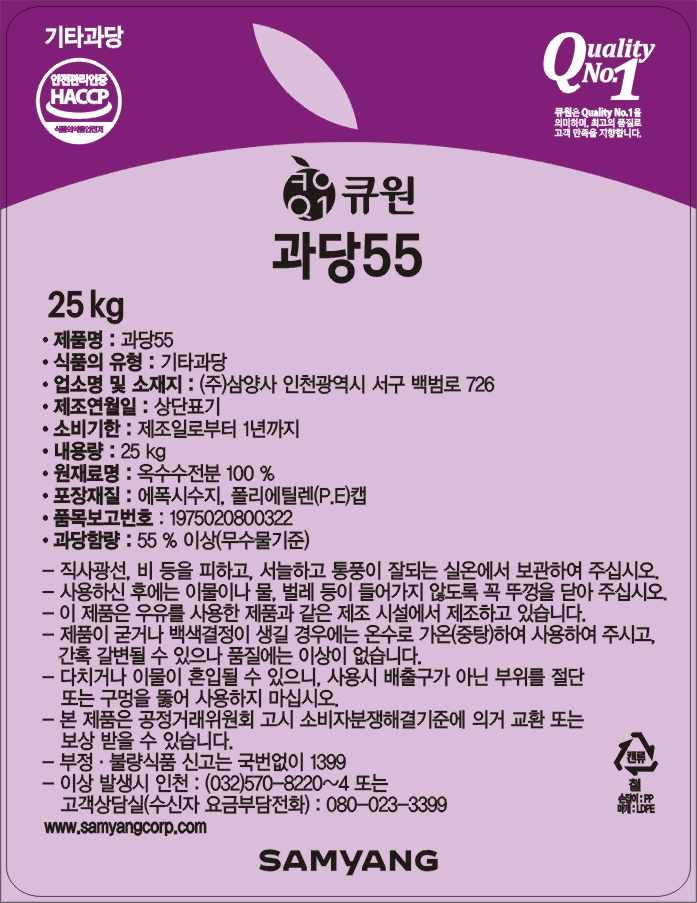 기타과당
안전관리인증
HACCP
식품의약품안전처
Quality
No.1
큐원은 Quality No.1을
의미하며, 최고의 품질로
고객 만족을 지향합니다.
큐원
과당55
25 kg
• 제품명 : 과당55
• 식품의 유형 : 기타과당
• 업소명 및 소재지 : (주)삼양사 인천광역시 서구 백범로 726
• 제조연월일 : 상단표기
• 소비기한 : 제조일로부터 1년까지
• 내용량 : 25 kg
• 원재료명 : 옥수수전분 100 %
• 포장재질 : 에폭시수지, 폴리에틸렌(P.E)캡
• 품목보고번호 : 1975020800322
• 과당함량 : 55 % 이상(무수물기준)
– 직사광선, 비 등을 피하고, 서늘하고 통풍이 잘되는 실온에서 보관하여 주십시오.
– 사용하신 후에는 이물이나 물, 벌레 등이 들어가지 않도록 꼭 뚜껑을 닫아 주십시오.
– 이 제품은 우유를 사용한 제품과 같은 제조 시설에서 제조하고 있습니다.
– 제품이 굳거나 백색결정이 생길 경우에는 온수로 가온(중탕)하여 사용하여 주시고,
간혹 갈변될 수 있으나 품질에는 이상이 없습니다.
– 다치거나 이물이 혼입될 수 있으니, 사용시 배출구가 아닌 부위를 절단
또는 구멍을 뚫어 사용하지 마십시오.
– 본 제품은 공정거래위원회 고시 소비자분쟁해결기준에 의거 교환 또는
보상 받을 수 있습니다.
– 부정 · 불량식품 신고는 국번없이 1399
– 이상 발생시 인천 : (032)570-8220~4 또는
고객상담실(수신자 요금부담전화) : 080-023-3399
www.samyangcorp.com
캔류
철
손잡이 : PP
마개 : LDPE
SAMYANG